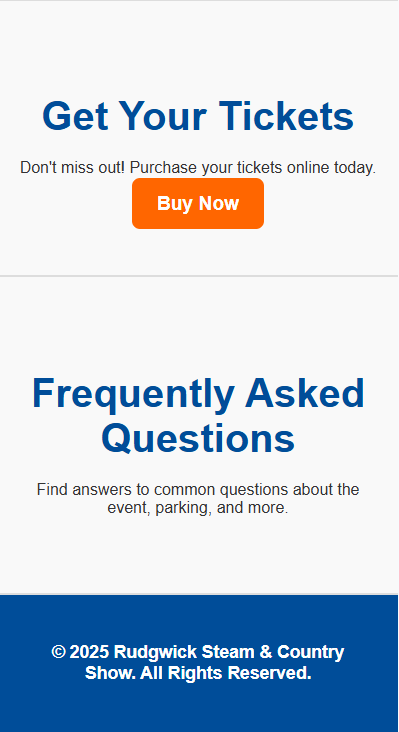 Get Your Tickets
Don't miss out! Purchase your tickets online today.
Buy Now
Frequently Asked
Questions
Find answers to common questions about the
event, parking, and more.
© 2025 Rudgwick Steam & Country
Show. All Rights Reserved.